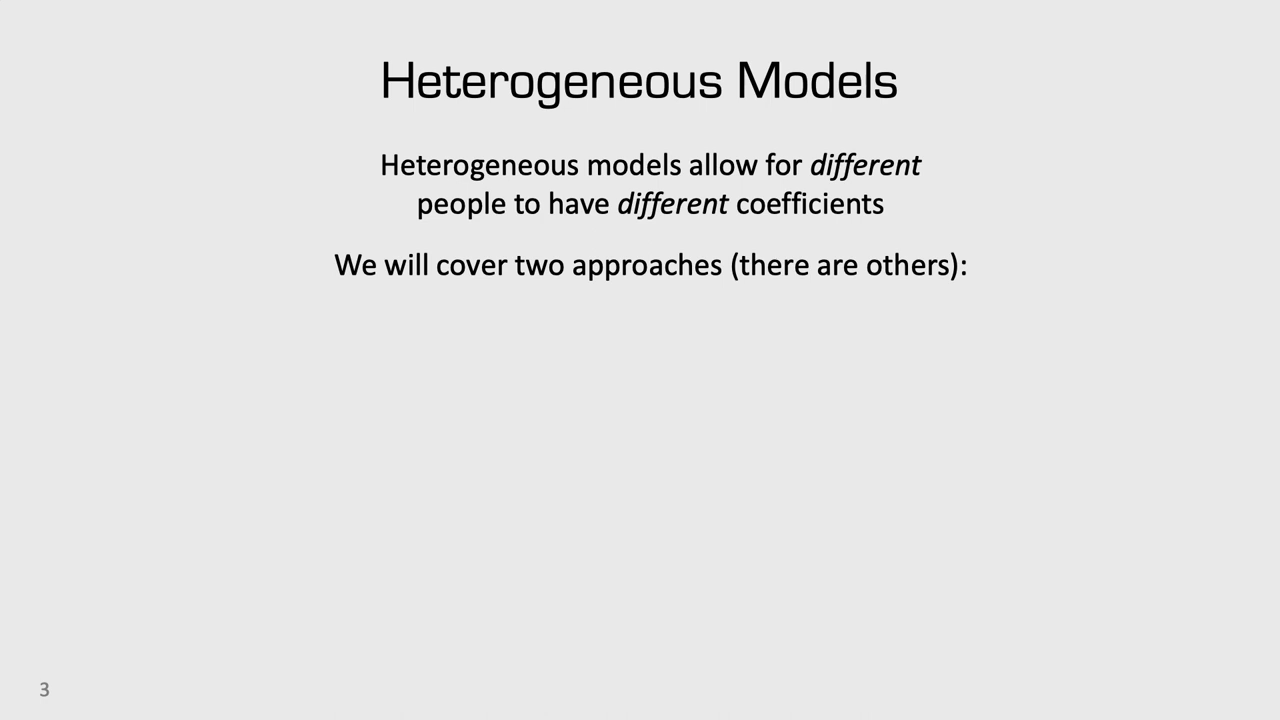 Heterogeneous Models
Heterogeneous models allow for different
people to have different coefficients
We will cover two approaches (there are others):
3